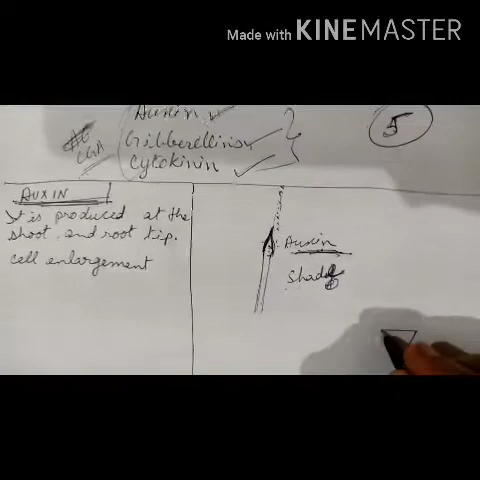 Made with KINEMASTER
Auxin
Gibberellins
Cytokinin
CGA
5
AUXIN
It is produced at the
shoot and root tip.
cell enlargement
Auxin
Shade